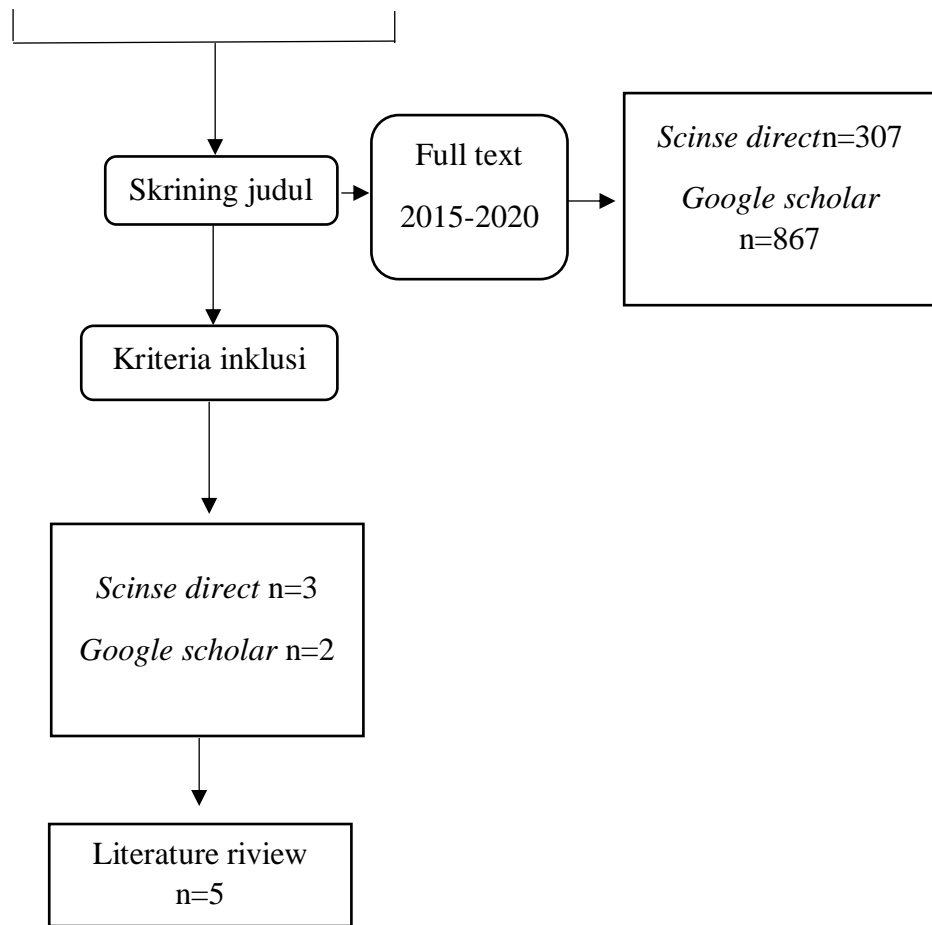 Skrining judul
Full text
2015-2020
Scinse directn=307
Google scholar
n=867
Kriteria inklusi
Scinse direct n=3
Google scholar n=2
Literature riview
n=5